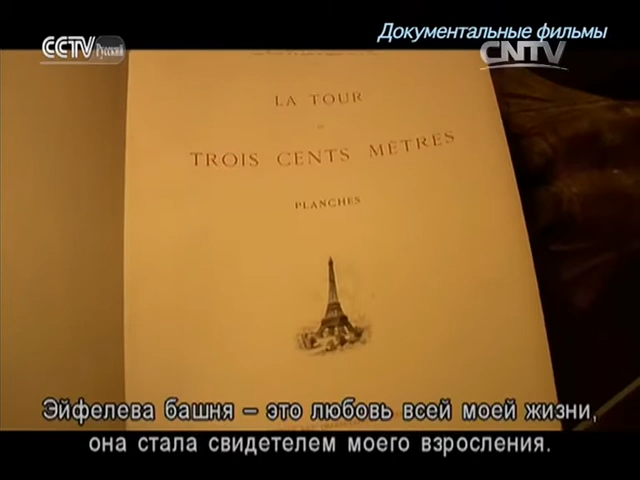 Документальные фильмы
CCTV Русский
CNTV
LA TOUR
TROIS CENTS MÈTRES
PLANCHES
Эйфелева башня – это любовь всей моей жизни,
она стала свидетелем моего взросления.